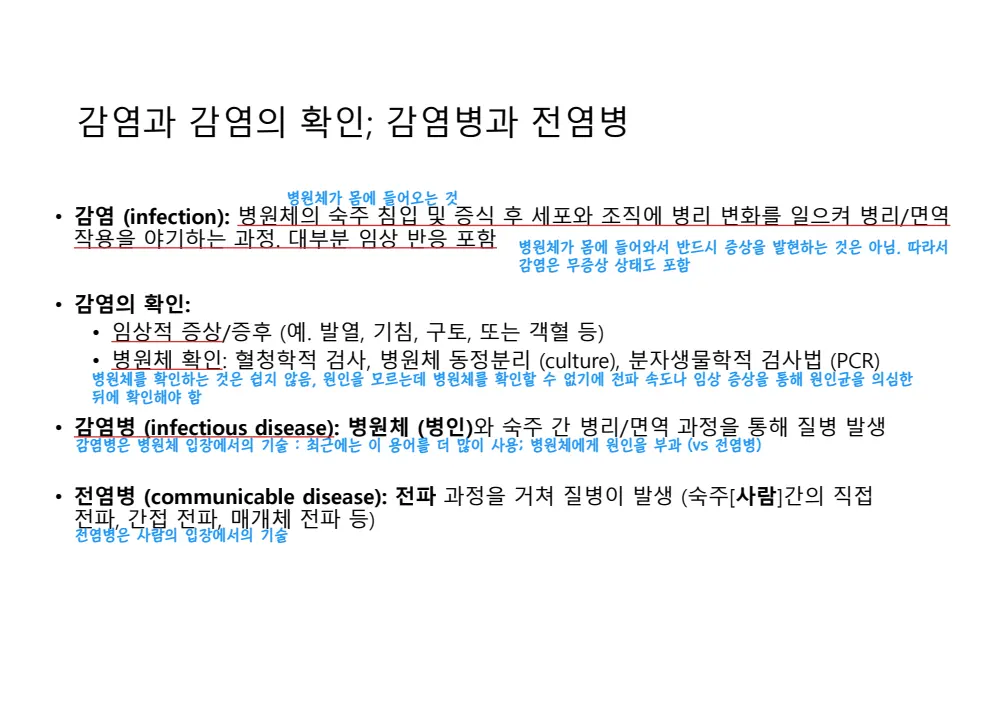 감염과 감염의 확인; 감염병과 전염병
병원체가 몸에 들어오는 것
• 감염 (infection): 병원체의 숙주 침입 및 증식 후 세포와 조직에 병리 변화를 일으켜 병리/면역
작용을 야기하는 과정. 대부분 임상 반응 포함
병원체가 몸에 들어와서 반드시 증상을 발현하는 것은 아님. 따라서
감염은 무증상 상태도 포함
• 감염의 확인:
• 임상적 증상/증후 (예. 발열, 기침, 구토, 또는 객혈 등)
• 병원체 확인: 혈청학적 검사, 병원체 동정분리 (culture), 분자생물학적 검사법 (PCR)
병원체를 확인하는 것은 쉽지 않음, 원인을 모르는데 병원체를 확인할 수 없기에 전파 속도나 임상 증상을 통해 원인균을 의심한
뒤에 확인해야 함
• 감염병 (infectious disease): 병원체 (병인)와 숙주 간 병리/면역 과정을 통해 질병 발생
감염병은 병원체 입장에서의 기술 : 최근에는 이 용어를 더 많이 사용; 병원체에게 원인을 부과 (vs 전염병)
• 전염병 (communicable disease): 전파 과정을 거쳐 질병이 발생 (숙주[사람]간의 직접
전파, 간접 전파, 매개체 전파 등)
전염병은 사람의 입장에서의 기술